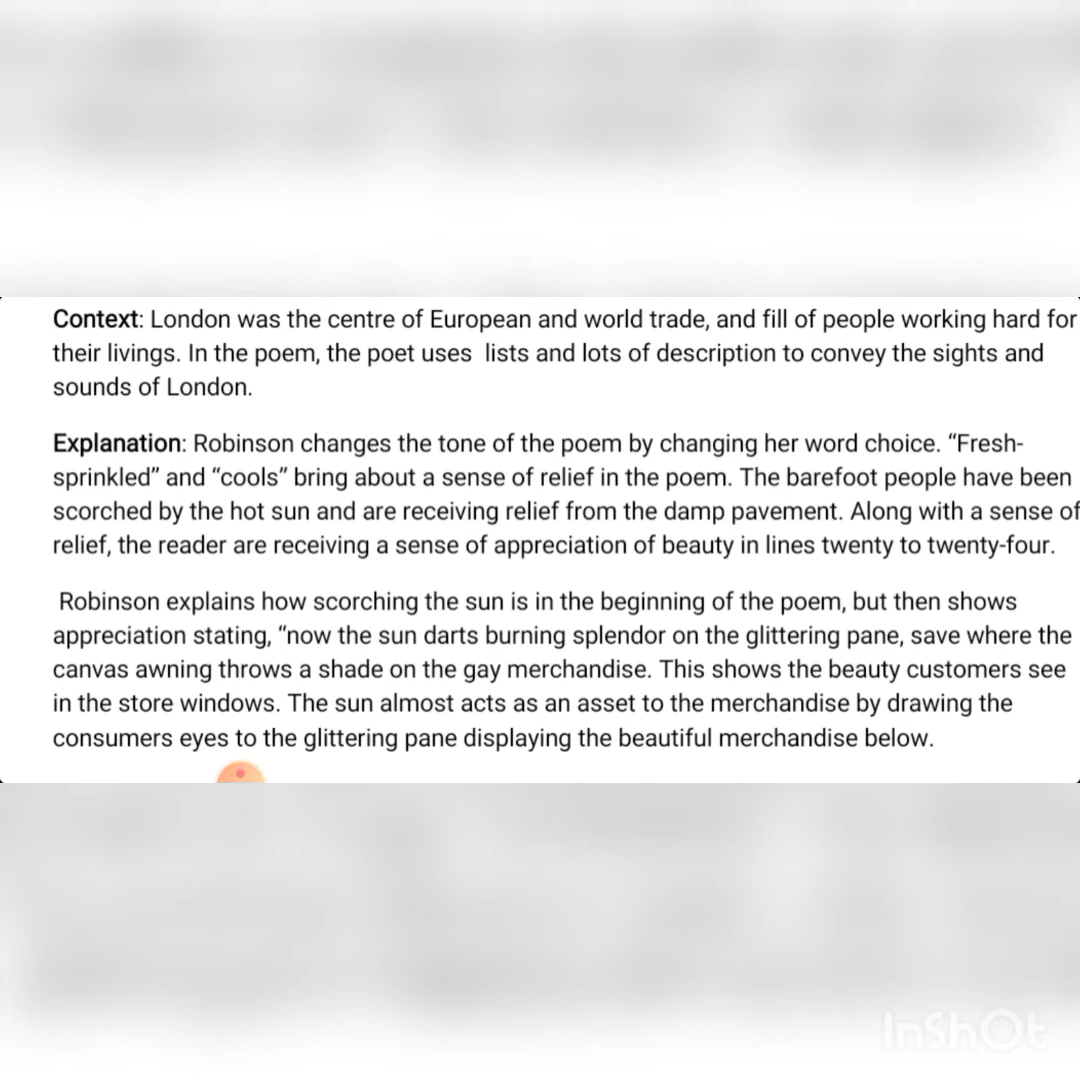 Context: London was the centre of European and world trade, and fill of people working hard for
their livings. In the poem, the poet uses  lists and lots of description to convey the sights and
sounds of London.
Explanation: Robinson changes the tone of the poem by changing her word choice. “Fresh-
sprinkled” and “cools” bring about a sense of relief in the poem. The barefoot people have been
scorched by the hot sun and are receiving relief from the damp pavement. Along with a sense of
relief, the reader are receiving a sense of appreciation of beauty in lines twenty to twenty-four.
Robinson explains how scorching the sun is in the beginning of the poem, but then shows
appreciation stating, “now the sun darts burning splendor on the glittering pane, save where the
canvas awning throws a shade on the gay merchandise. This shows the beauty customers see
in the store windows. The sun almost acts as an asset to the merchandise by drawing the
consumers eyes to the glittering pane displaying the beautiful merchandise below.
InShOt